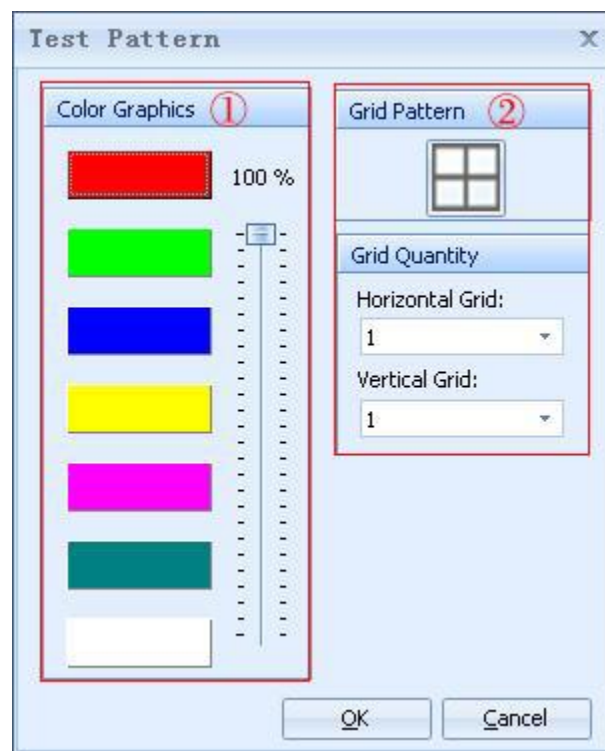 Test Pattern
x
Color Graphics ①
100 %
Grid Pattern ②
Grid Quantity
Horizontal Grid:
1
Vertical Grid:
1
OK
Cancel